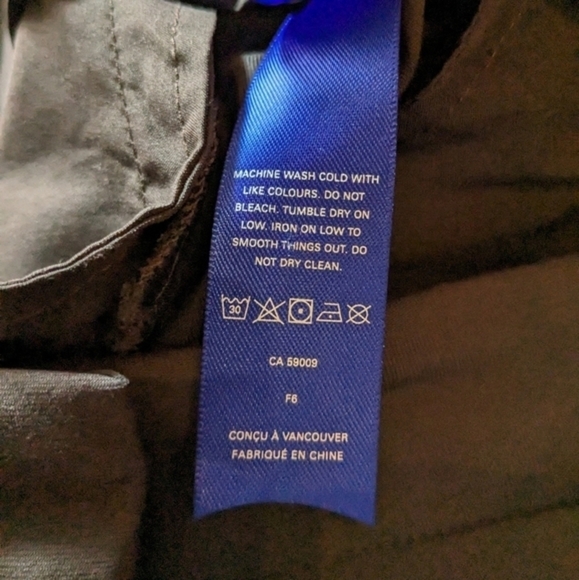 MACHINE WASH COLD WITH
LIKE COLOURS. DO NOT
BLEACH. TUMBLE DRY ON
LOW. IRON ON LOW TO
SMOOTH THINGS OUT. DO
NOT DRY CLEAN.
30
CA 59009
F6
CONÇU À VANCOUVER
FABRIQUÉ EN CHINE